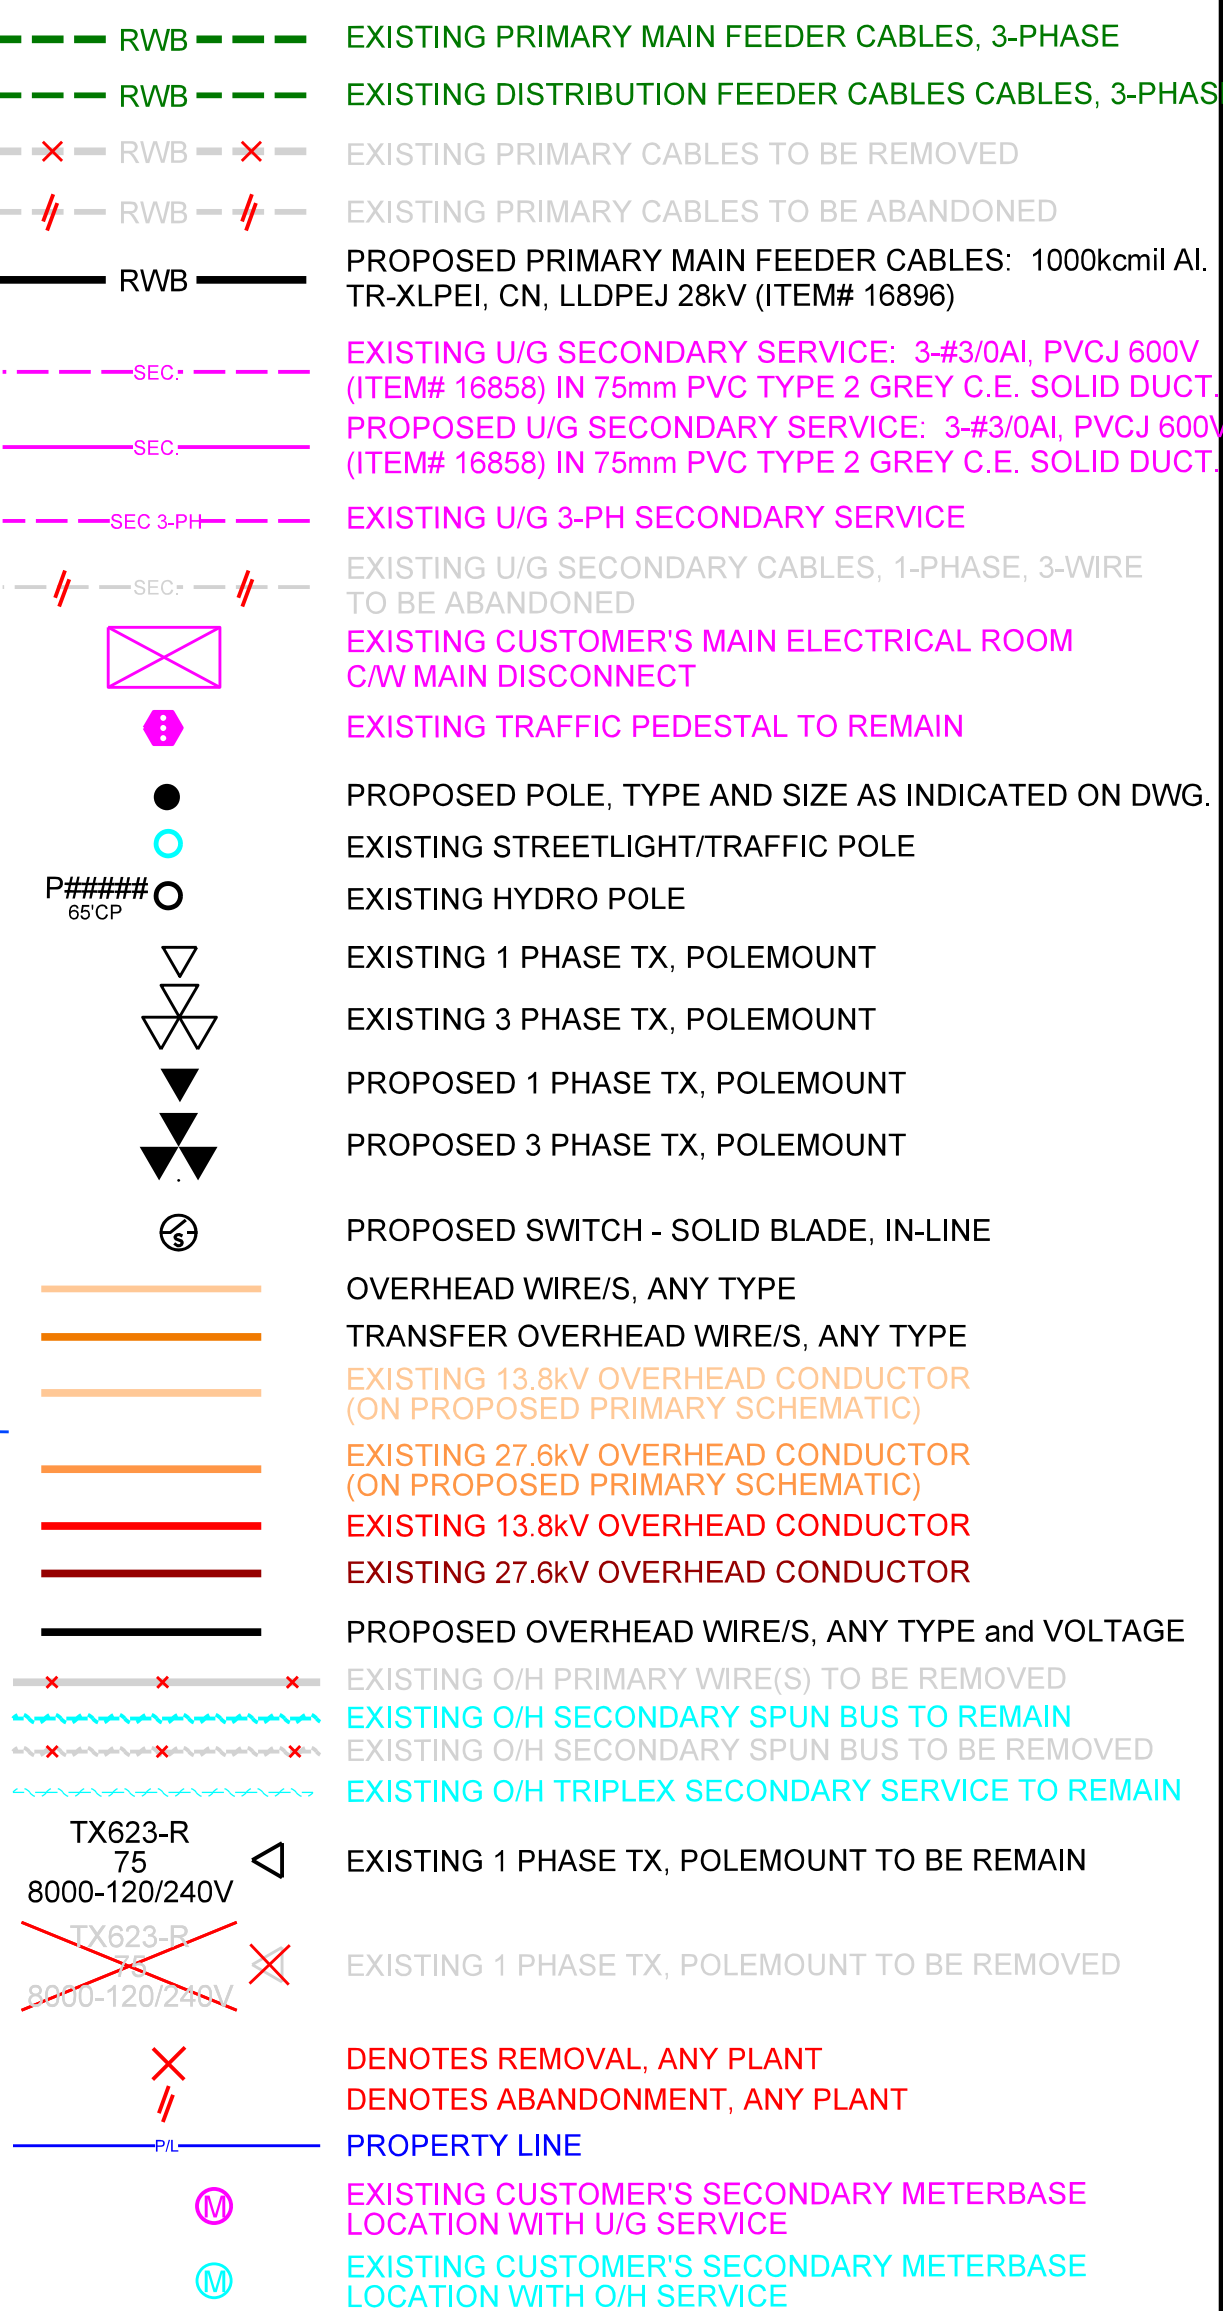 RWB EXISTING PRIMARY MAIN FEEDER CABLES, 3-PHASE
RWB EXISTING DISTRIBUTION FEEDER CABLES CABLES, 3-PHAS
RWB EXISTING PRIMARY CABLES TO BE REMOVED
RWB EXISTING PRIMARY CABLES TO BE ABANDONED
RWB PROPOSED PRIMARY MAIN FEEDER CABLES: 1000kcmil Al.
TR-XLPEI, CN, LLDPEJ 28kV (ITEM# 16896)
SEC. EXISTING U/G SECONDARY SERVICE: 3-#3/0Al, PVCJ 600V
(ITEM# 16858) IN 75mm PVC TYPE 2 GREY C.E. SOLID DUCT.
SEC. PROPOSED U/G SECONDARY SERVICE: 3-#3/0Al, PVCJ 600V
(ITEM# 16858) IN 75mm PVC TYPE 2 GREY C.E. SOLID DUCT.
SEC 3-PH EXISTING U/G 3-PH SECONDARY SERVICE
SEC. EXISTING U/G SECONDARY CABLES, 1-PHASE, 3-WIRE
TO BE ABANDONED
EXISTING CUSTOMER'S MAIN ELECTRICAL ROOM
C/W MAIN DISCONNECT
EXISTING TRAFFIC PEDESTAL TO REMAIN
PROPOSED POLE, TYPE AND SIZE AS INDICATED ON DWG.
EXISTING STREETLIGHT/TRAFFIC POLE
P##### EXISTING HYDRO POLE
65'CP
EXISTING 1 PHASE TX, POLEMOUNT
EXISTING 3 PHASE TX, POLEMOUNT
PROPOSED 1 PHASE TX, POLEMOUNT
PROPOSED 3 PHASE TX, POLEMOUNT
S PROPOSED SWITCH - SOLID BLADE, IN-LINE
OVERHEAD WIRE/S, ANY TYPE
TRANSFER OVERHEAD WIRE/S, ANY TYPE
EXISTING 13.8kV OVERHEAD CONDUCTOR
(ON PROPOSED PRIMARY SCHEMATIC)
EXISTING 27.6kV OVERHEAD CONDUCTOR
(ON PROPOSED PRIMARY SCHEMATIC)
EXISTING 13.8kV OVERHEAD CONDUCTOR
EXISTING 27.6kV OVERHEAD CONDUCTOR
PROPOSED OVERHEAD WIRE/S, ANY TYPE and VOLTAGE
EXISTING O/H PRIMARY WIRE(S) TO BE REMOVED
EXISTING O/H SECONDARY SPUN BUS TO REMAIN
EXISTING O/H SECONDARY SPUN BUS TO BE REMOVED
EXISTING O/H TRIPLEX SECONDARY SERVICE TO REMAIN
TX623-R
75
8000-120/240V
EXISTING 1 PHASE TX, POLEMOUNT TO BE REMAIN
TX623-R
75
8000-120/240V
EXISTING 1 PHASE TX, POLEMOUNT TO BE REMOVED
DENOTES REMOVAL, ANY PLANT
DENOTES ABANDONMENT, ANY PLANT
P/L PROPERTY LINE
M EXISTING CUSTOMER'S SECONDARY METERBASE
LOCATION WITH U/G SERVICE
M EXISTING CUSTOMER'S SECONDARY METERBASE
LOCATION WITH O/H SERVICE